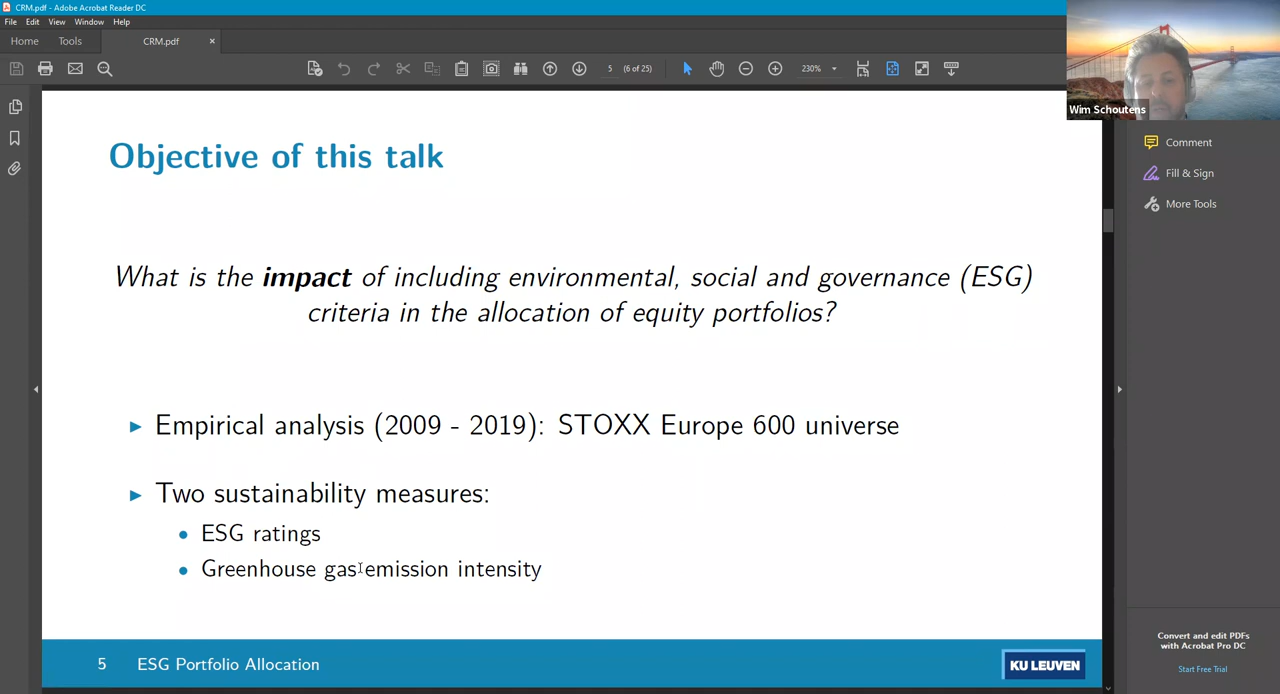 CRM.pdf - Adobe Acrobat Reader DC
File Edit View Window Help
Home Tools CRM.pdf ×
5 (6 of 25) 230%
Wim Schoutens
Comment
Fill & Sign
More Tools
Objective of this talk
What is the impact of including environmental, social and governance (ESG)
criteria in the allocation of equity portfolios?
Empirical analysis (2009 - 2019): STOXX Europe 600 universe
Two sustainability measures:
ESG ratings
Greenhouse gas emission intensity
5 ESG Portfolio Allocation
KU LEUVEN
Convert and edit PDFs
with Acrobat Pro DC
Start Free Trial